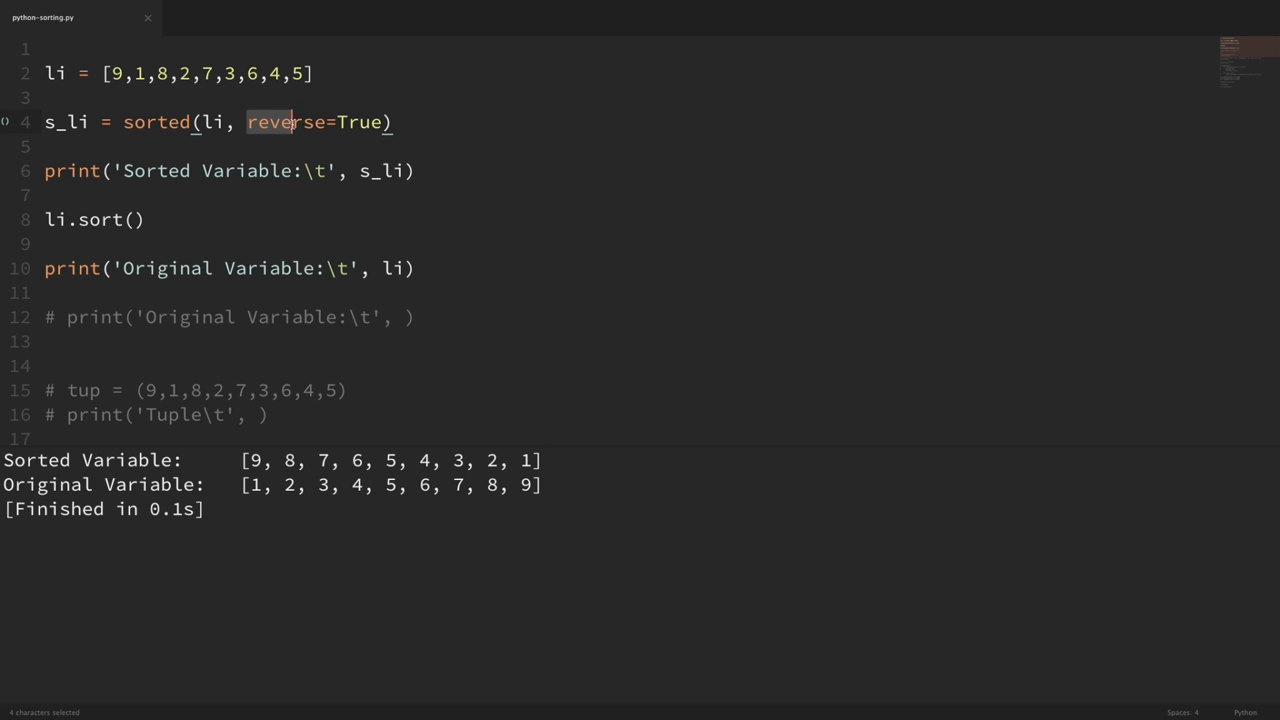 python-sorting.py ×
1
2 li = [9,1,8,2,7,3,6,4,5]
3
() 4 s_li = sorted(li, reverse=True)
5
6 print('Sorted Variable:\t', s_li)
7
8 li.sort()
9
10 print('Original Variable:\t', li)
11
12 # print('Original Variable:\t', )
13
14
15 # tup = (9,1,8,2,7,3,6,4,5)
16 # print('Tuple\t', )
17
Sorted Variable: [9, 8, 7, 6, 5, 4, 3, 2, 1]
Original Variable: [1, 2, 3, 4, 5, 6, 7, 8, 9]
[Finished in 0.1s]
4 characters selected Spaces: 4 Python